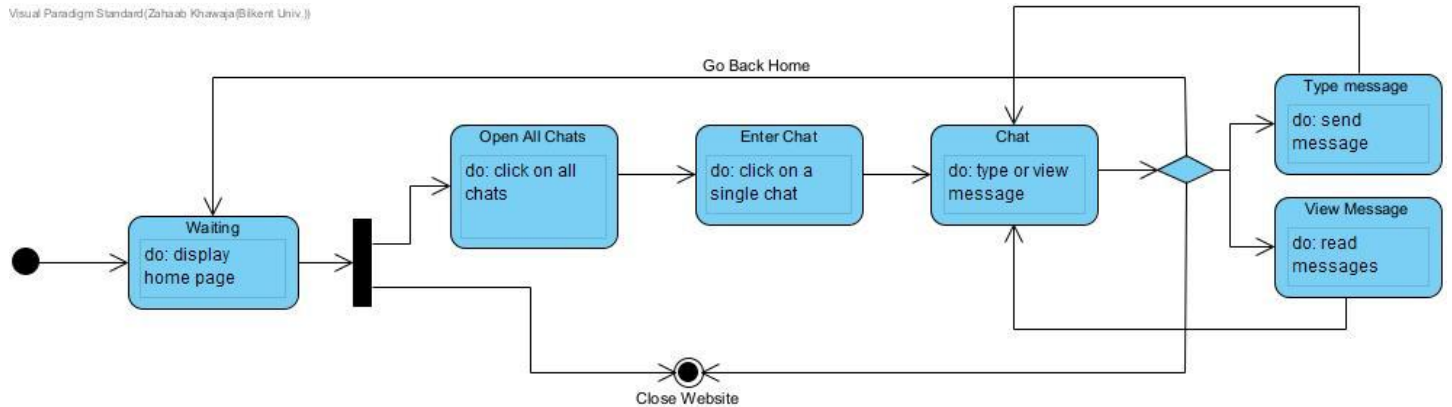 Visual Paradigm Standard(Zahaab Khawaja(Bilkent Univ.))
Go Back Home
Type message
do: send
message
Open All Chats
do: click on all
chats
Enter Chat
do: click on a
single chat
Chat
do: type or view
message
View Message
do: read
messages
Waiting
do: display
home page
Close Website